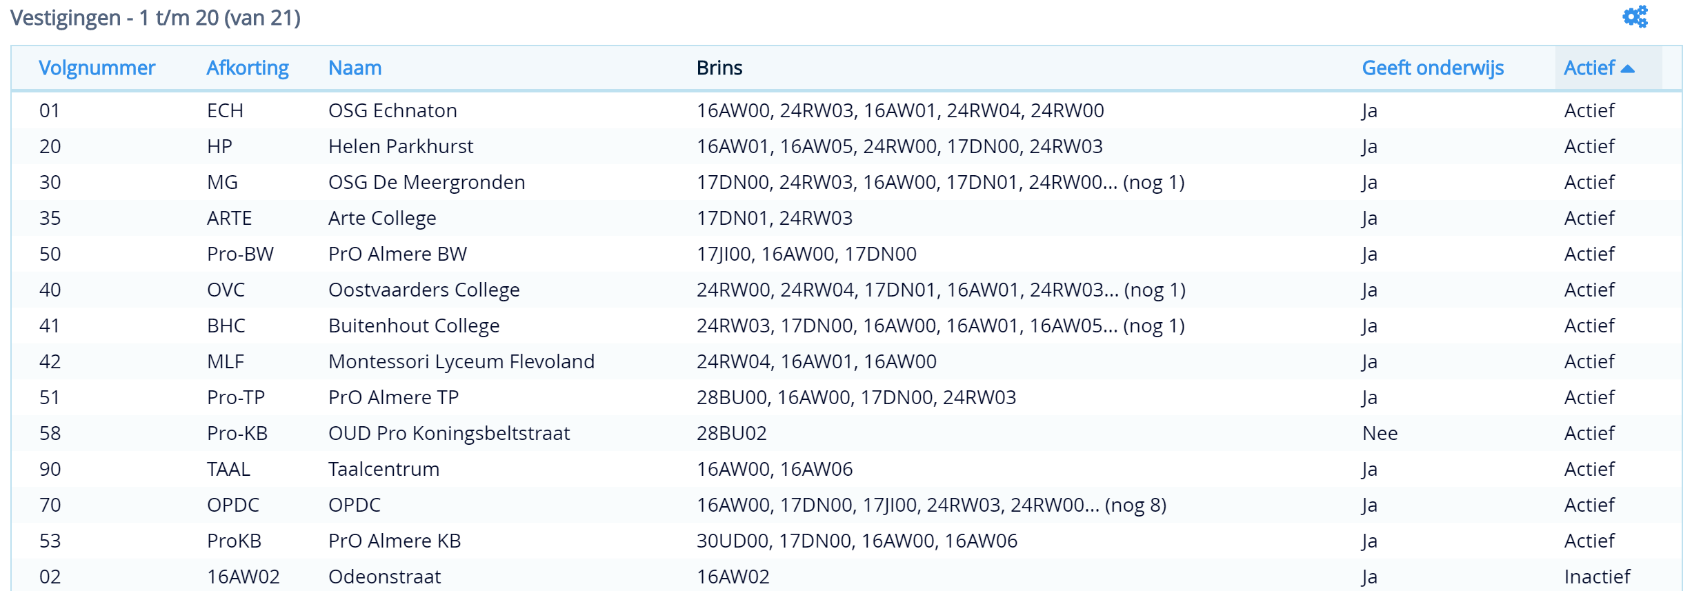 Vestigingen - 1 t/m 20 (van 21)
Volgnummer Afkorting Naam Brins Geeft onderwijs Actief
01 ECH OSG Echnaton 16AW00, 24RW03, 16AW01, 24RW04, 24RW00 Ja Actief
20 HP Helen Parkhurst 16AW01, 16AW05, 24RW00, 17DN00, 24RW03 Ja Actief
30 MG OSG De Meergronden 17DN00, 24RW03, 16AW00, 17DN01, 24RW00... (nog 1) Ja Actief
35 ARTE Arte College 17DN01, 24RW03 Ja Actief
50 Pro-BW PrO Almere BW 17JI00, 16AW00, 17DN00 Ja Actief
40 OVC Oostvaarders College 24RW00, 24RW04, 17DN01, 16AW01, 24RW03... (nog 1) Ja Actief
41 BHC Buitenhout College 24RW03, 17DN00, 16AW00, 16AW01, 16AW05... (nog 1) Ja Actief
42 MLF Montessori Lyceum Flevoland 24RW04, 16AW01, 16AW00 Ja Actief
51 Pro-TP PrO Almere TP 28BU00, 16AW00, 17DN00, 24RW03 Ja Actief
58 Pro-KB OUD Pro Koningsbeltstraat 28BU02 Nee Actief
90 TAAL Taalcentrum 16AW00, 16AW06 Ja Actief
70 OPDC OPDC 16AW00, 17DN00, 17JI00, 24RW03, 24RW00... (nog 8) Ja Actief
53 ProKB PrO Almere KB 30UD00, 17DN00, 16AW00, 16AW06 Ja Actief
02 16AW02 Odeonstraat 16AW02 Ja Inactief